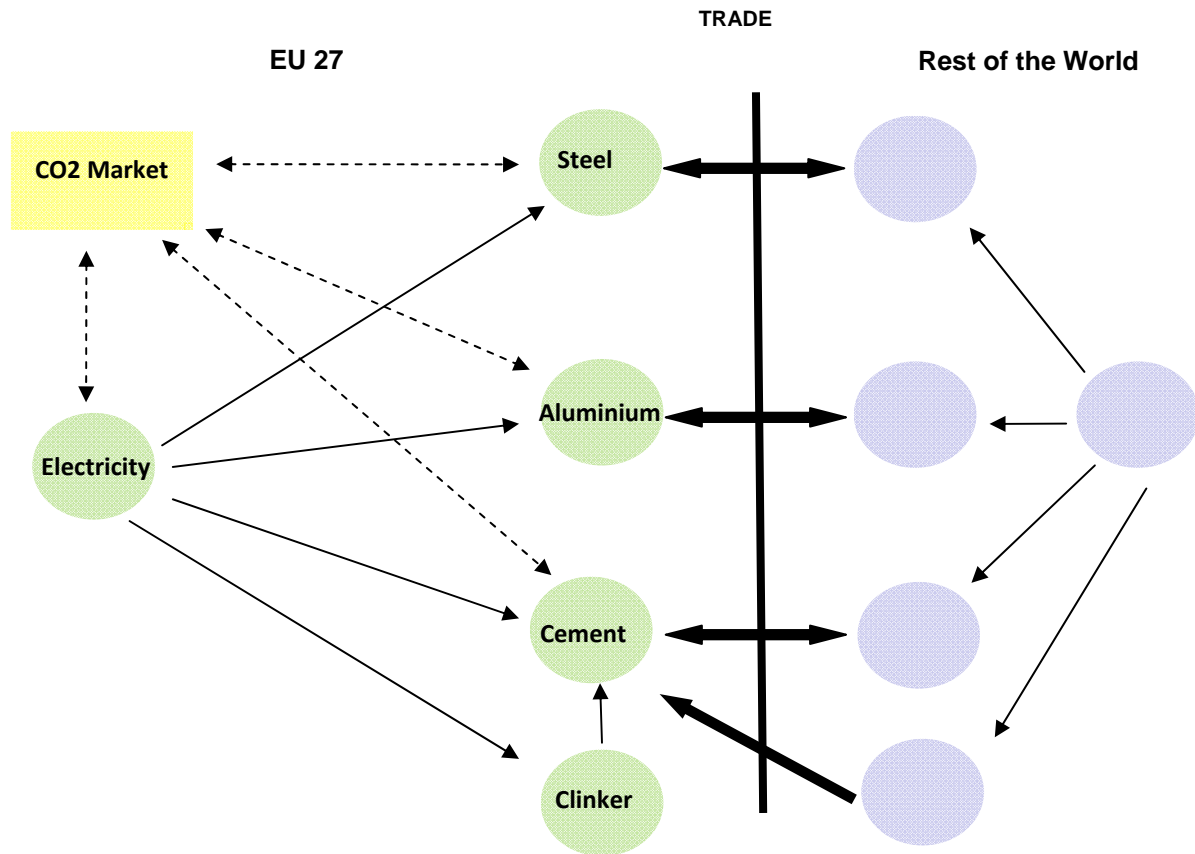 TRADE
EU 27
Rest of the World
CO2 Market
Steel
Aluminium
Electricity
Cement
Clinker